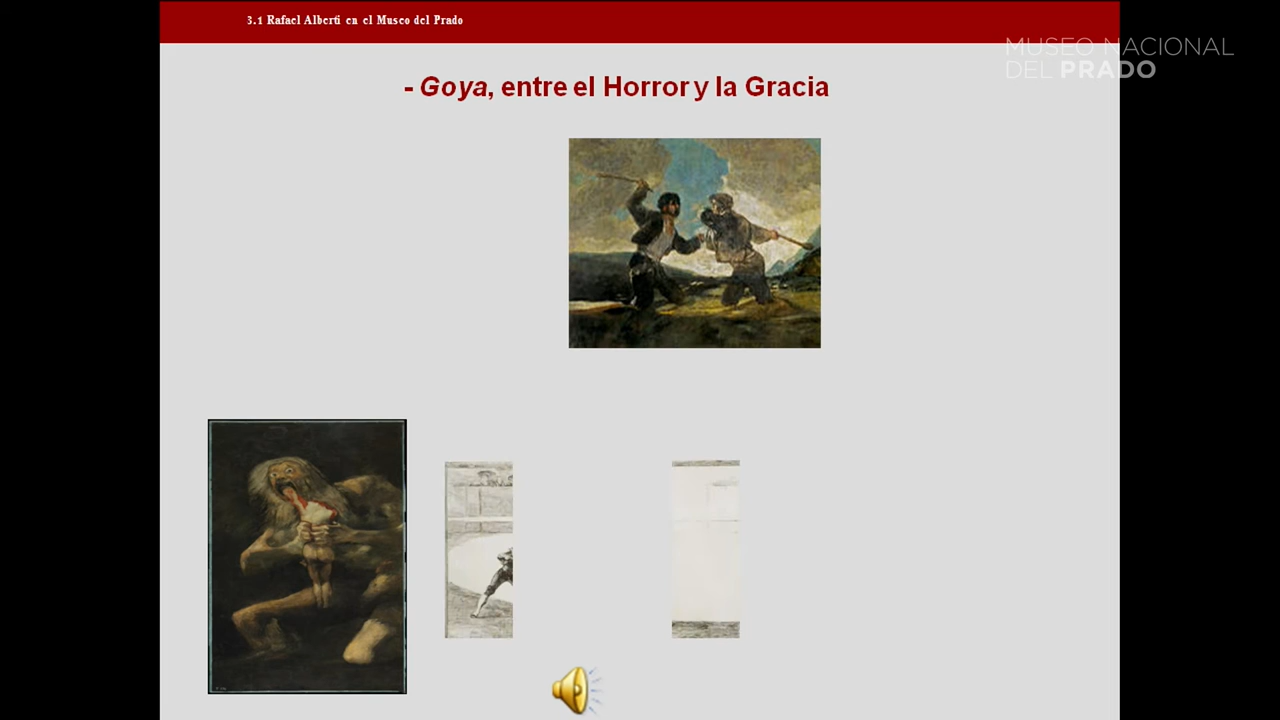 3.1 Rafael Alberti en el Museo del Prado
MUSEO NACIONAL
DEL PRADO
- Goya, entre el Horror y la Gracia